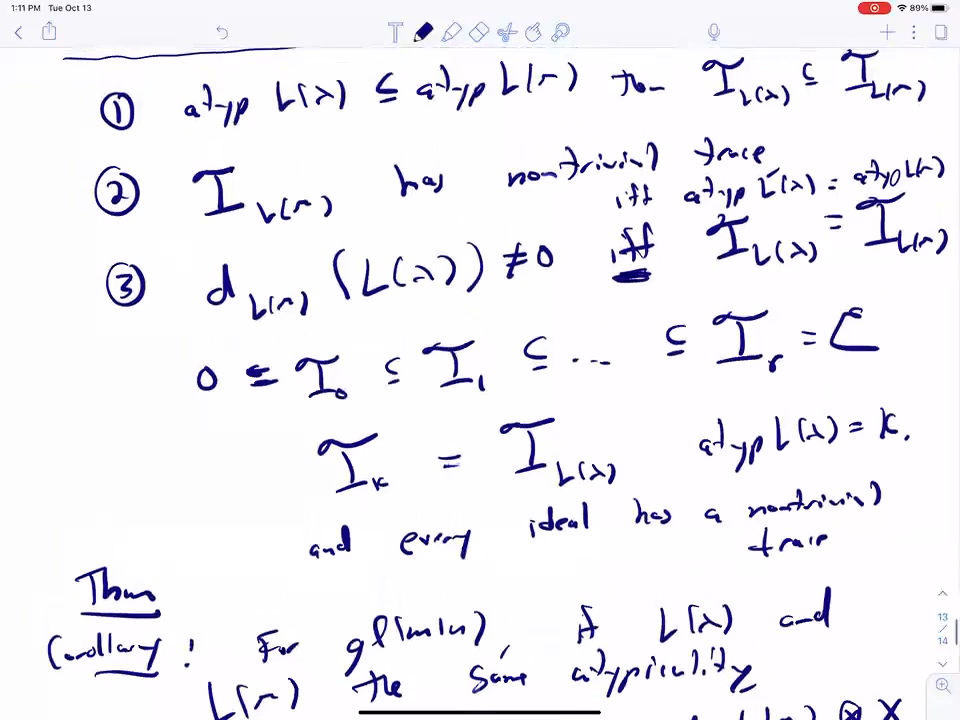 1:11 PM Tue Oct 13
89%
① atyp L(λ) ⊆ atyp L(μ) then I_L(λ) ⊆ I_L(μ)
② I_L(μ) has nontrivial trace
iff atyp L(λ) = atyp L(μ)
③ d_L(μ) (L(λ)) ≠ 0 iff I_L(λ) = I_L(μ)
0 ⊆ I_0 ⊆ I_1 ⊆ ... ⊆ I_r = C
I_k = I_L(λ) atyp L(λ) = k.
and every ideal has a nontrivial
trace
Thus
Corollary: For gl(m|n), if L(λ) and
L(μ) the same atypicality
⊗ X
13
/
14